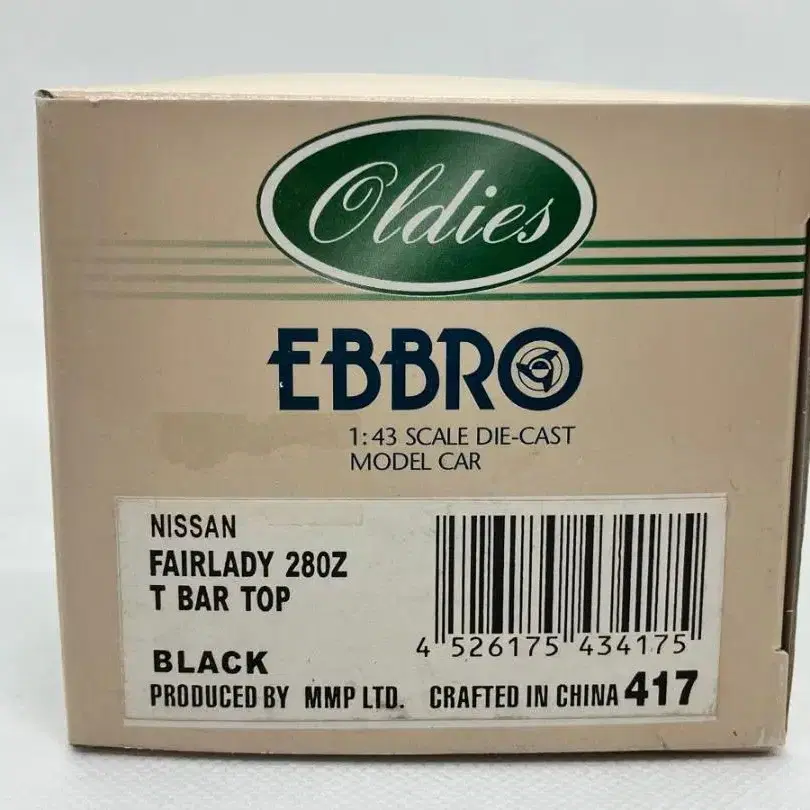 Oldies
EBBRO
1:43 SCALE DIE-CAST
MODEL CAR
NISSAN
FAIRLADY 280Z
T BAR TOP
BLACK
PRODUCED BY MMP LTD. CRAFTED IN CHINA 417
4 526175 434175